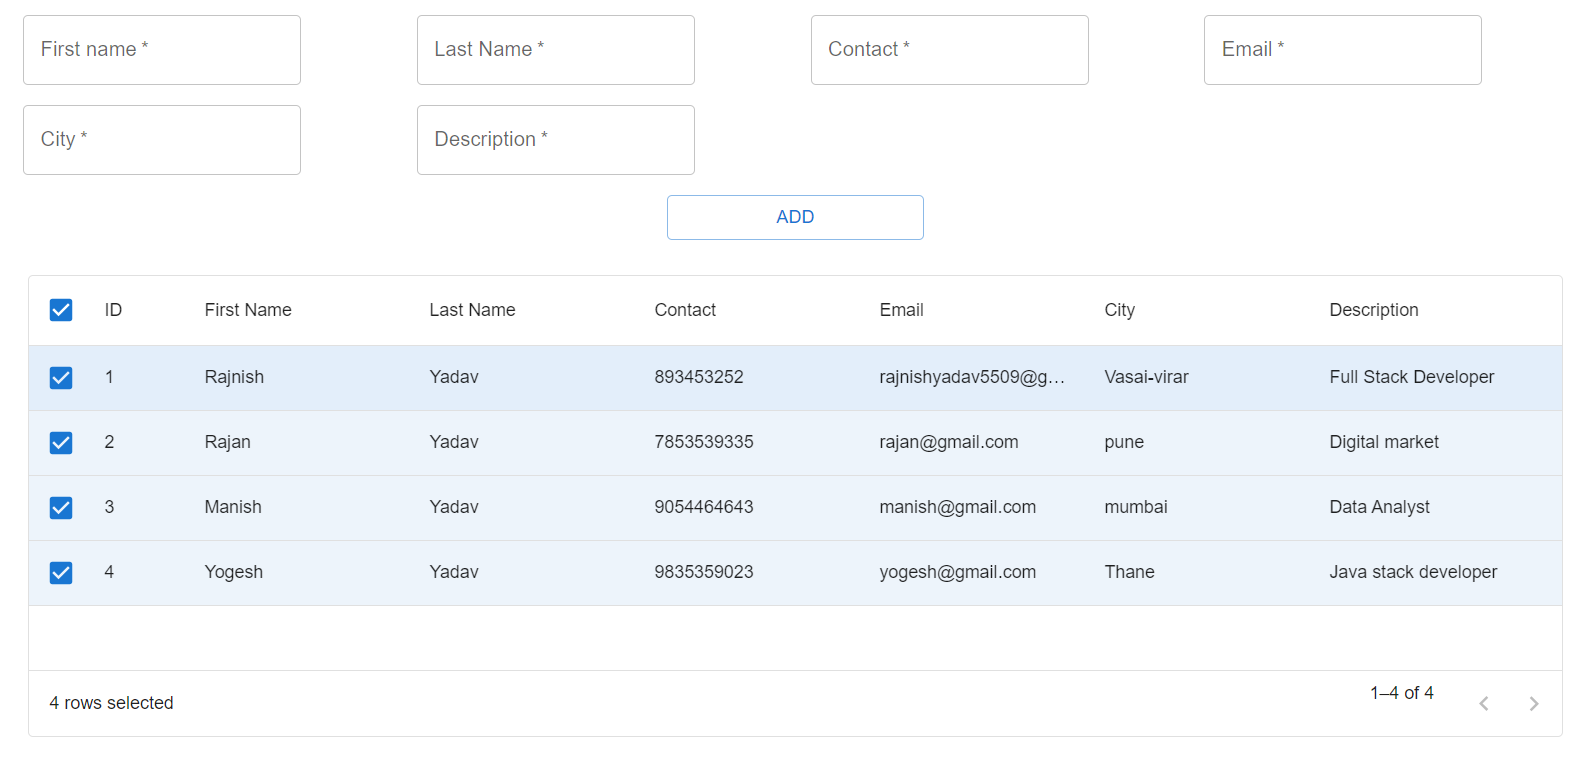 First name * Last Name * Contact * Email *
City * Description *
ADD
ID First Name Last Name Contact Email City Description
1 Rajnish Yadav 893453252 rajnishyadav5509@g... Vasai-virar Full Stack Developer
2 Rajan Yadav 7853539335 rajan@gmail.com pune Digital market
3 Manish Yadav 9054464643 manish@gmail.com mumbai Data Analyst
4 Yogesh Yadav 9835359023 yogesh@gmail.com Thane Java stack developer
4 rows selected 1–4 of 4